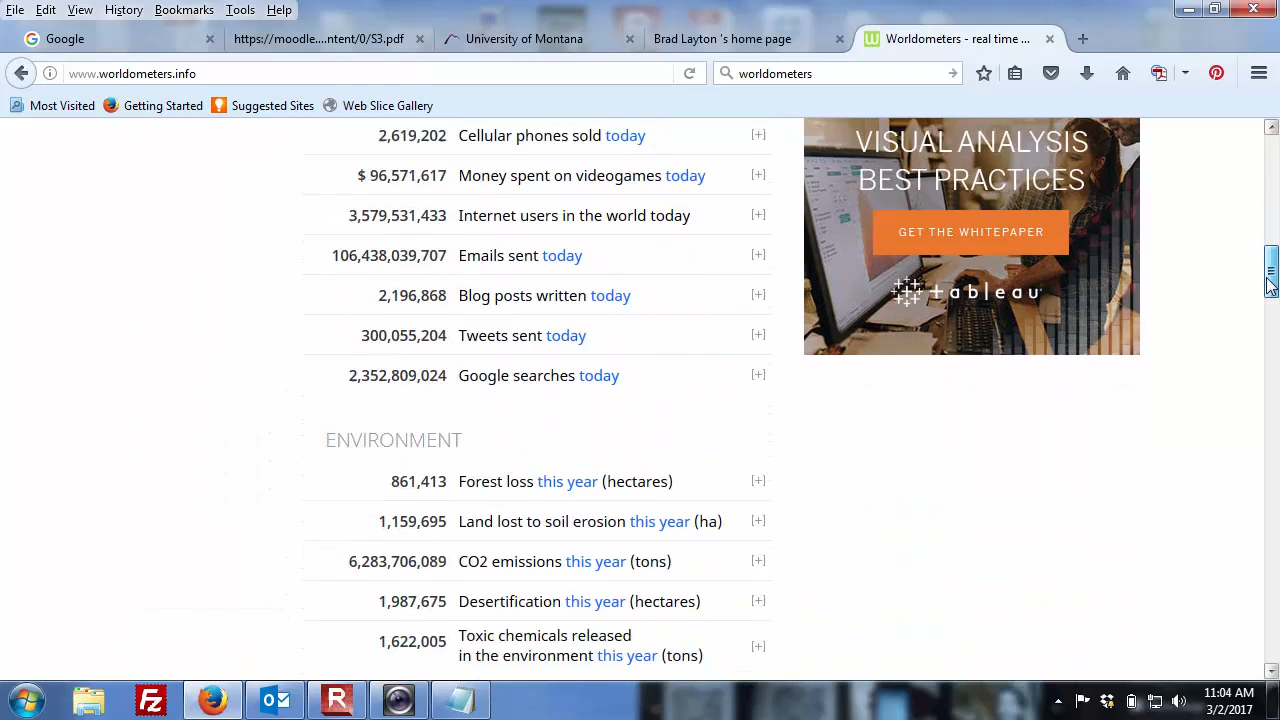 File Edit View History Bookmarks Tools Help
Google
https://moodle....ntent/0/S3.pdf
University of Montana
Brad Layton 's home page
Worldometers - real time ...
www.worldometers.info
worldometers
Most Visited
Getting Started
Suggested Sites
Web Slice Gallery
2,619,202 Cellular phones sold today [+]
$ 96,571,617 Money spent on videogames today [+]
3,579,531,433 Internet users in the world today [+]
106,438,039,707 Emails sent today [+]
2,196,868 Blog posts written today [+]
300,055,204 Tweets sent today [+]
2,352,809,024 Google searches today [+]
ENVIRONMENT
861,413 Forest loss this year (hectares) [+]
1,159,695 Land lost to soil erosion this year (ha) [+]
6,283,706,089 CO2 emissions this year (tons) [+]
1,987,675 Desertification this year (hectares) [+]
1,622,005 Toxic chemicals released
in the environment this year (tons) [+]
VISUAL ANALYSIS
BEST PRACTICES
GET THE WHITEPAPER
+ableau
11:04 AM
3/2/2017